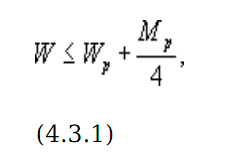 W ≤ W_p + M_p/4,
(4.3.1)